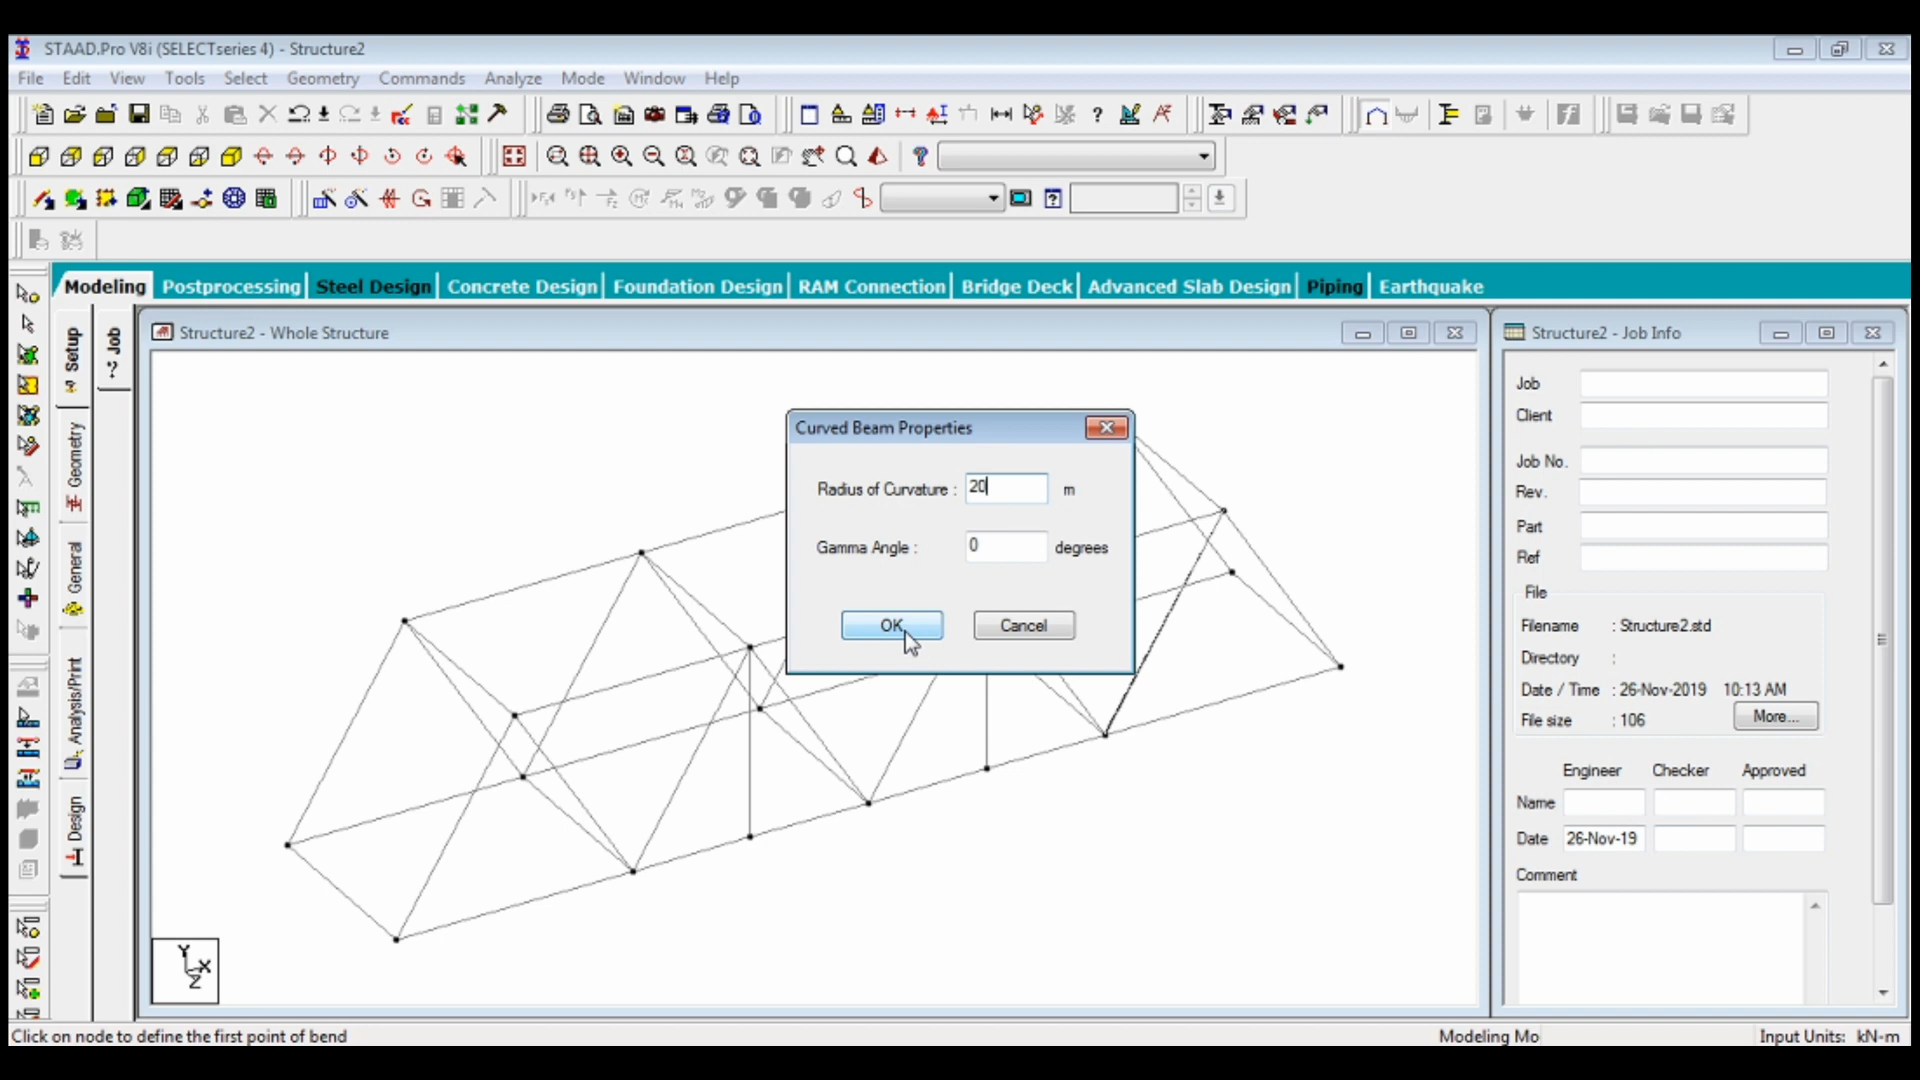 STAAD.Pro V8i (SELECTseries 4) - Structure2
File Edit View Tools Select Geometry Commands Analyze Mode Window Help
Modeling Postprocessing Steel Design Concrete Design Foundation Design RAM Connection Bridge Deck Advanced Slab Design Piping Earthquake
Setup
Geometry
General
Analysis/Print
Design
Job
Structure2 - Whole Structure
Curved Beam Properties
Radius of Curvature : 20 m
Gamma Angle : 0 degrees
OK Cancel
Y
X
Z
Structure2 - Job Info
Job
Client
Job No.
Rev.
Part
Ref
File
Filename : Structure2.std
Directory :
Date / Time : 26-Nov-2019 10:13 AM
File size : 106 More...
Engineer Checker Approved
Name
Date 26-Nov-19
Comment
Click on node to define the first point of bend
Modeling Mo
Input Units: kN-m